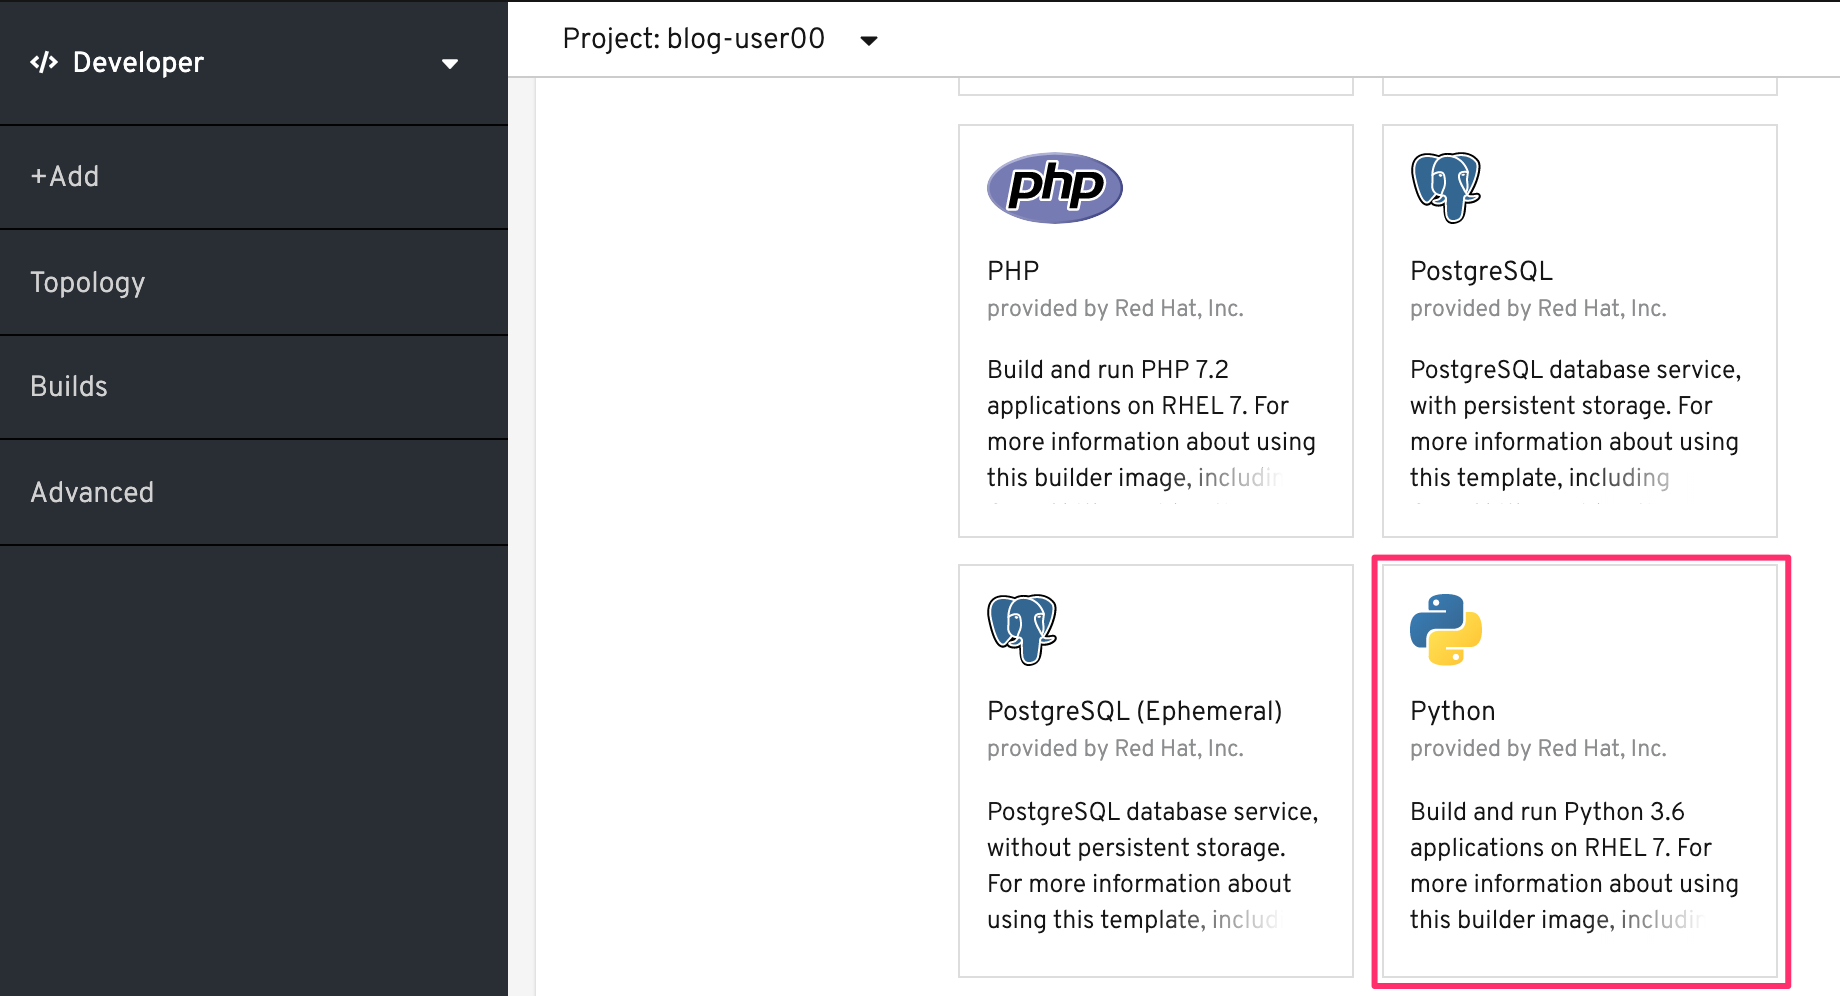 Developer
+Add
Topology
Builds
Advanced
Project: blog-user00
php
PHP
provided by Red Hat, Inc.
Build and run PHP 7.2
applications on RHEL 7. For
more information about using
this builder image, includin
PostgreSQL
provided by Red Hat, Inc.
PostgreSQL database service,
with persistent storage. For
more information about using
this template, including
PostgreSQL (Ephemeral)
provided by Red Hat, Inc.
PostgreSQL database service,
without persistent storage.
For more information about
using this template, includ
Python
provided by Red Hat, Inc.
Build and run Python 3.6
applications on RHEL 7. For
more information about using
this builder image, includin